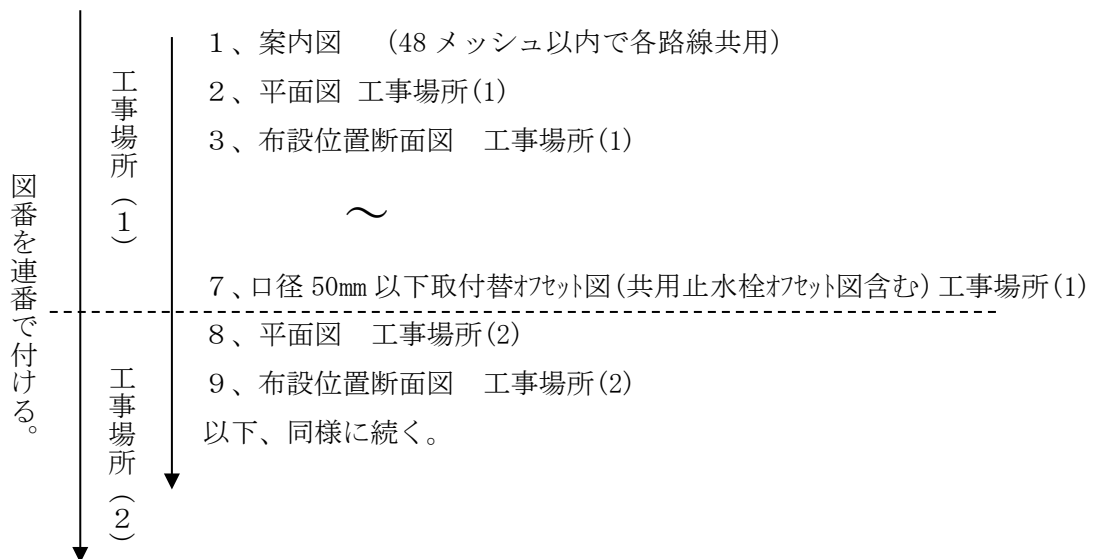 図番を連番で付ける。
工事場所（１）
１、案内図　（48メッシュ以内で各路線共用）
２、平面図 工事場所(1)
３、布設位置断面図　工事場所(1)
～
７、口径50㎜以下取付替ｵﾌｾｯﾄ図(共用止水栓ｵﾌｾｯﾄ図含む)工事場所(1)
工事場所（２）
８、平面図　工事場所(2)
９、布設位置断面図　工事場所(2)
以下、同様に続く。